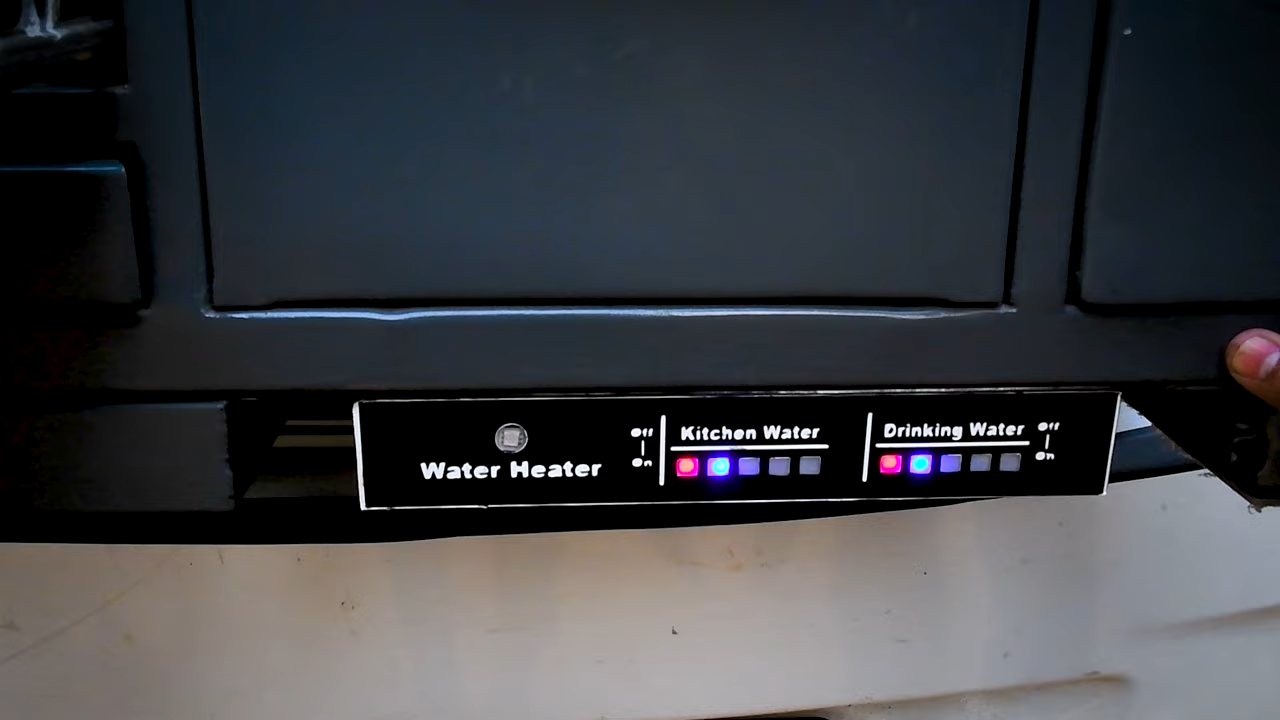 Water Heater
Off
On
Kitchen Water
Drinking Water
Off
On